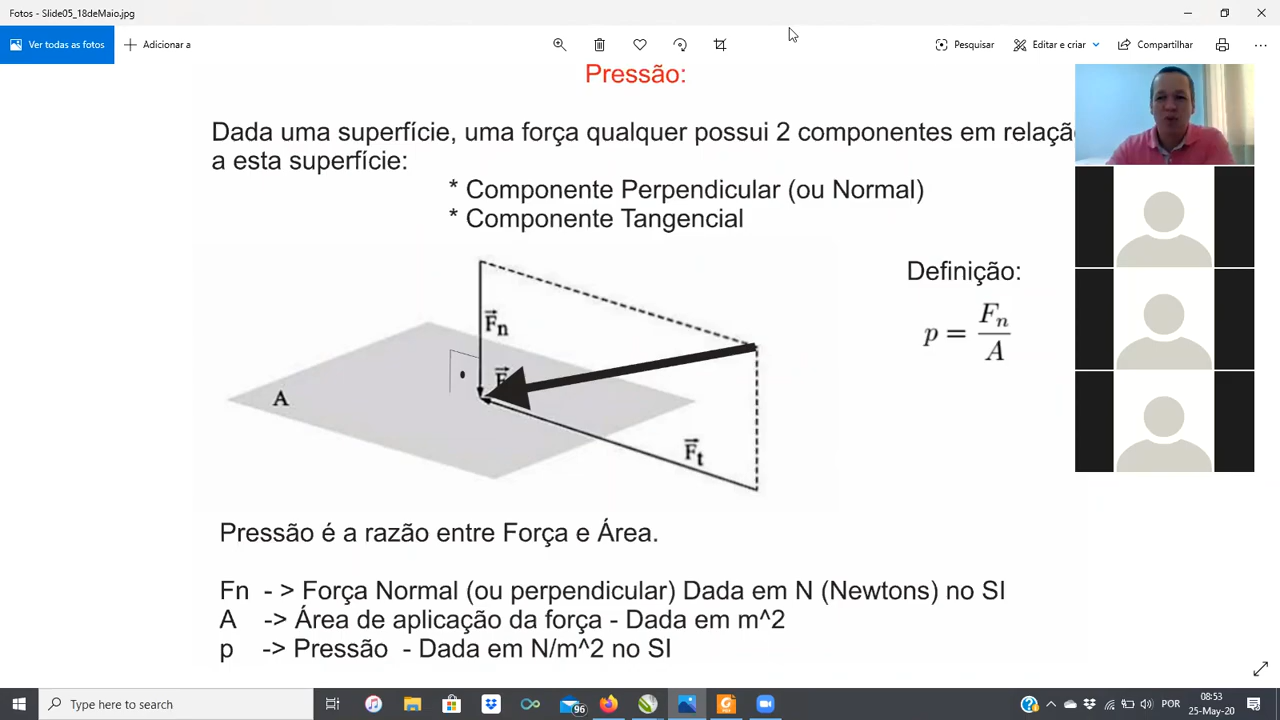 Fotos - Slide05_18deMaio.jpg
Ver todas as fotos
Adicionar a
Pesquisar
Editar e criar
Compartilhar
Pressão:
Dada uma superfície, uma força qualquer possui 2 componentes em relação
a esta superfície:
* Componente Perpendicular (ou Normal)
* Componente Tangencial
Definição:
p = Fn / A
Fn
F
A
Ft
Pressão é a razão entre Força e Área.
Fn - > Força Normal (ou perpendicular) Dada em N (Newtons) no SI
A -> Área de aplicação da força - Dada em m^2
p -> Pressão - Dada em N/m^2 no SI
Type here to search
96
POR
08:53
25-May-20